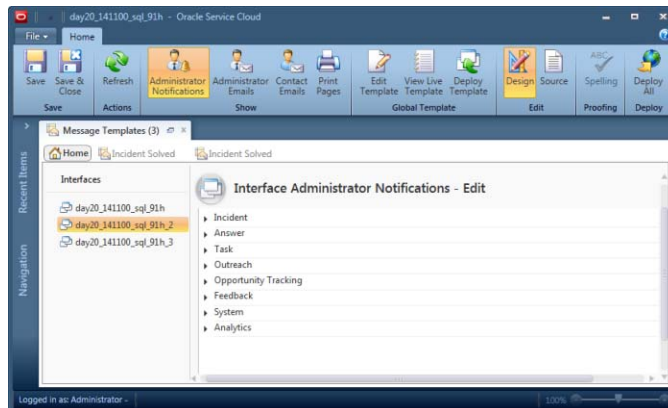 day20_141100_sql_91h - Oracle Service Cloud
File Home
Save Save & Close Refresh Administrator Notifications Administrator Emails Contact Emails Print Pages Edit Template View Live Template Deploy Template Design Source ABC Spelling Deploy All
Save Actions Show Global Template Edit Proofing Deploy
Message Templates (3)
Home Incident Solved Incident Solved
Recent Items
Navigation
Interfaces
day20_141100_sql_91h
day20_141100_sql_91h_2
day20_141100_sql_91h_3
Interface Administrator Notifications - Edit
Incident
Answer
Task
Outreach
Opportunity Tracking
Feedback
System
Analytics
Logged in as: Administrator - 100%